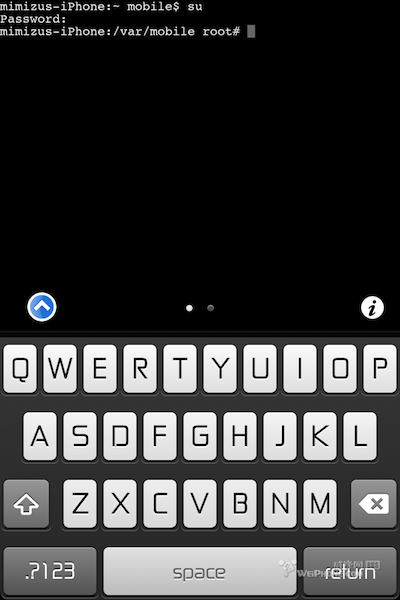 mimizus-iPhone:~ mobile$ su
Password:
mimizus-iPhone:/var/mobile root#
i
Q W E R T Y U I O P
A S D F G H J K L
Z X C V B N M
.?123 space return